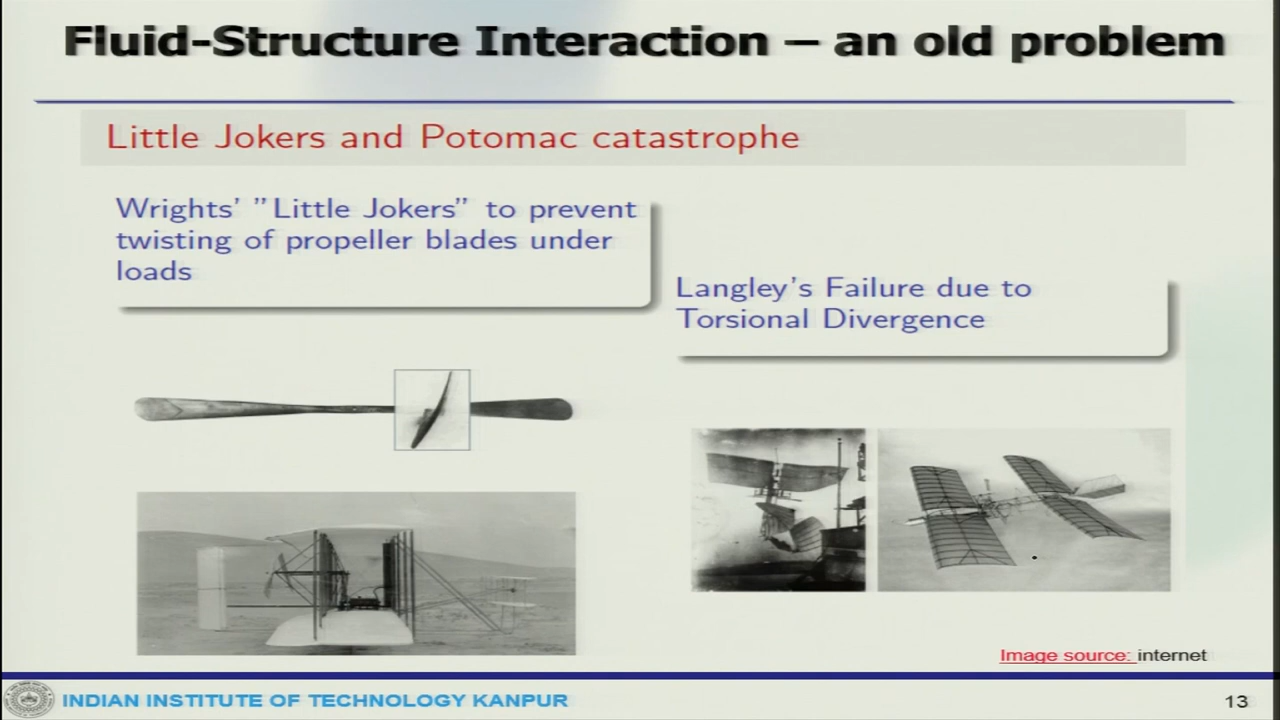 Fluid-Structure Interaction – an old problem
Little Jokers and Potomac catastrophe
Wrights' "Little Jokers" to prevent
twisting of propeller blades under
loads
Langley's Failure due to
Torsional Divergence
Image source: internet
INDIAN INSTITUTE OF TECHNOLOGY KANPUR
13